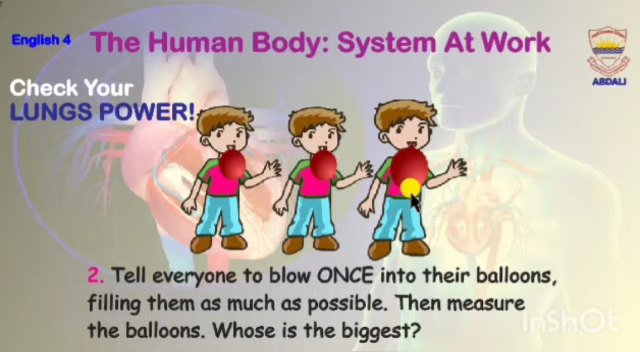 English 4
The Human Body: System At Work
ABDALI
Check Your
LUNGS POWER!
2. Tell everyone to blow ONCE into their balloons,
filling them as much as possible. Then measure
the balloons. Whose is the biggest?
InShOt